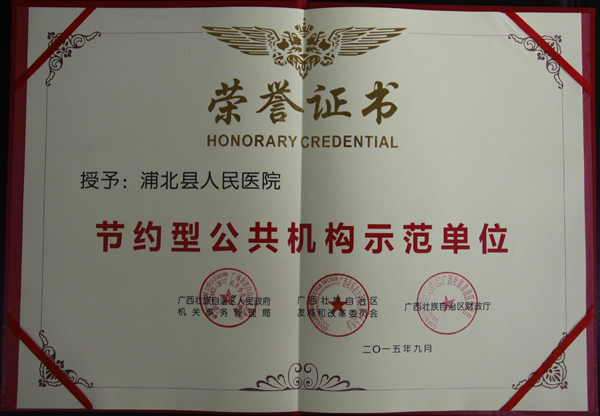 荣誉证书
HONORARY CREDENTIAL
授予：浦北县人民医院
节约型公共机构示范单位
广西壮族自治区人民政府
机关事务管理局
广西壮族自治区
发展和改革委员会
广西壮族自治区财政厅
二〇一五年九月